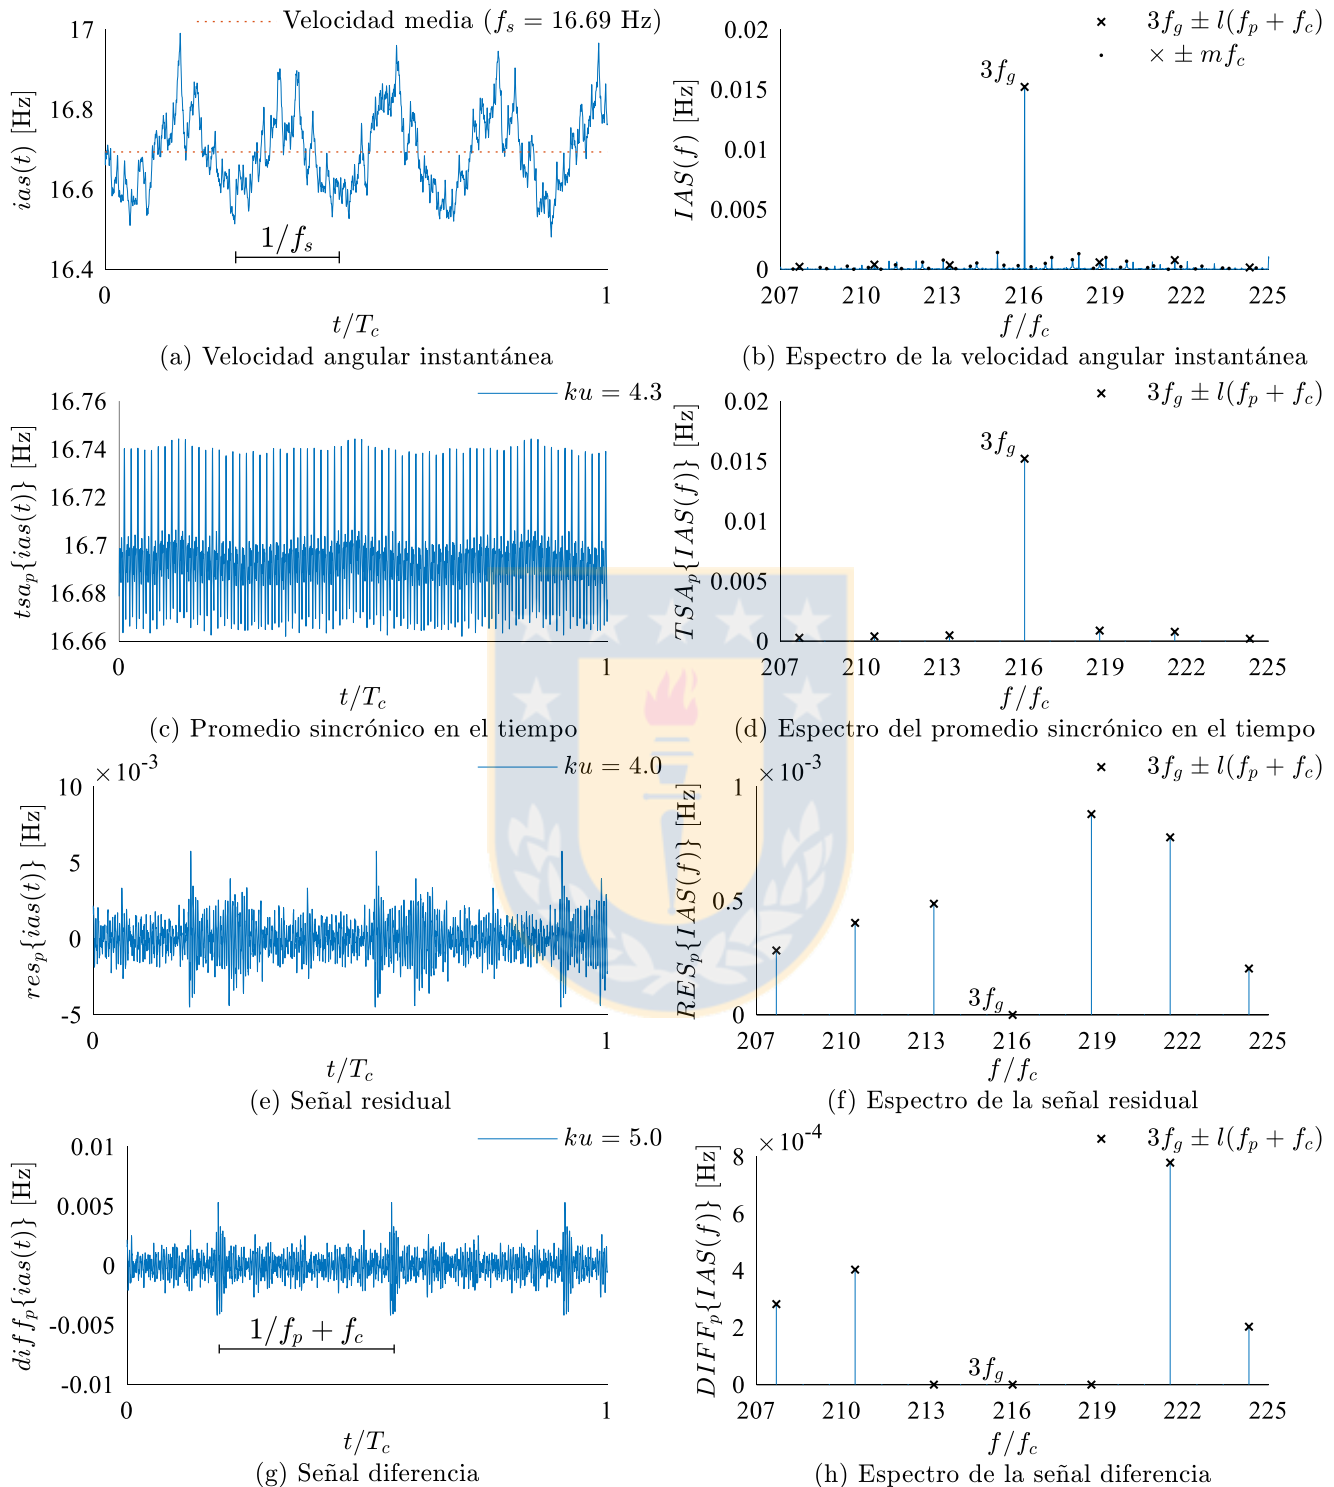 Velocidad media (f_s = 16.69 Hz)
17
16.8
16.6
16.4
ias(t) [Hz]
1/f_s
0
1
t/T_c
(a) Velocidad angular instantánea
× 3f_g ± l(f_p + f_c)
· × ± mf_c
0.02
0.015
0.01
0.005
0
IAS(f) [Hz]
3f_g
207 210 213 216 219 222 225
f/f_c
(b) Espectro de la velocidad angular instantánea
ku = 4.3
16.76
16.74
16.72
16.7
16.68
16.66
tsa_p{ias(t)} [Hz]
0
1
t/T_c
(c) Promedio sincrónico en el tiempo
× 3f_g ± l(f_p + f_c)
0.02
0.015
0.01
0.005
0
TSA_p{IAS(f)} [Hz]
3f_g
207 210 213 216 219 222 225
f/f_c
(d) Espectro del promedio sincrónico en el tiempo
ku = 4.0
×10^-3
10
5
0
-5
res_p{ias(t)} [Hz]
0
1
t/T_c
(e) Señal residual
× 3f_g ± l(f_p + f_c)
×10^-3
1
0.5
0
RES_p{IAS(f)} [Hz]
3f_g
207 210 213 216 219 222 225
f/f_c
(f) Espectro de la señal residual
ku = 5.0
0.01
0.005
0
-0.005
-0.01
diff_p{ias(t)} [Hz]
1/f_p + f_c
0
1
t/T_c
(g) Señal diferencia
× 3f_g ± l(f_p + f_c)
×10^-4
8
6
4
2
0
DIFF_p{IAS(f)} [Hz]
3f_g
207 210 213 216 219 222 225
f/f_c
(h) Espectro de la señal diferencia